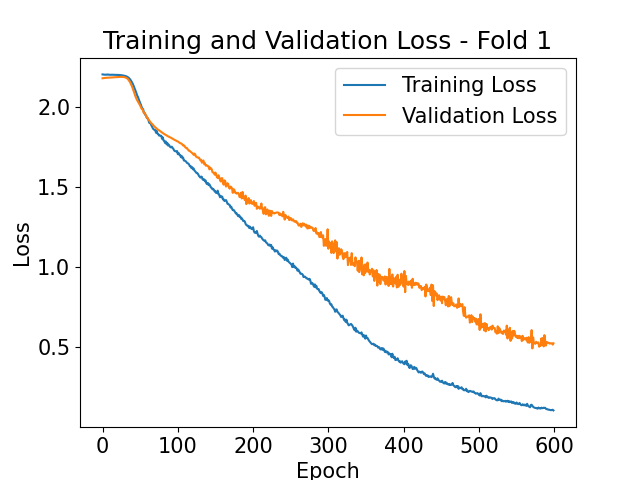 Training and Validation Loss - Fold 1
Training Loss
Validation Loss
2.0
1.5
1.0
0.5
Loss
0 100 200 300 400 500 600
Epoch